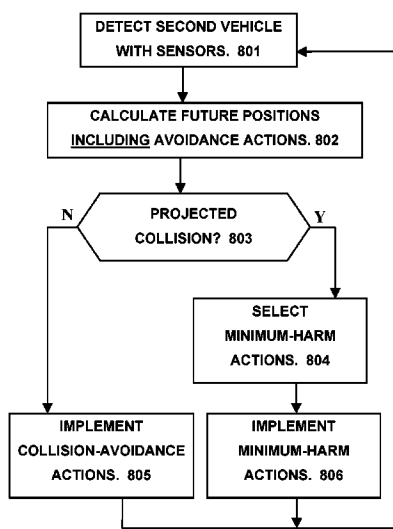 DETECT SECOND VEHICLE
WITH SENSORS. 801
CALCULATE FUTURE POSITIONS
INCLUDING AVOIDANCE ACTIONS. 802
N
PROJECTED
COLLISION? 803
Y
SELECT
MINIMUM-HARM
ACTIONS. 804
IMPLEMENT
COLLISION-AVOIDANCE
ACTIONS. 805
IMPLEMENT
MINIMUM-HARM
ACTIONS. 806